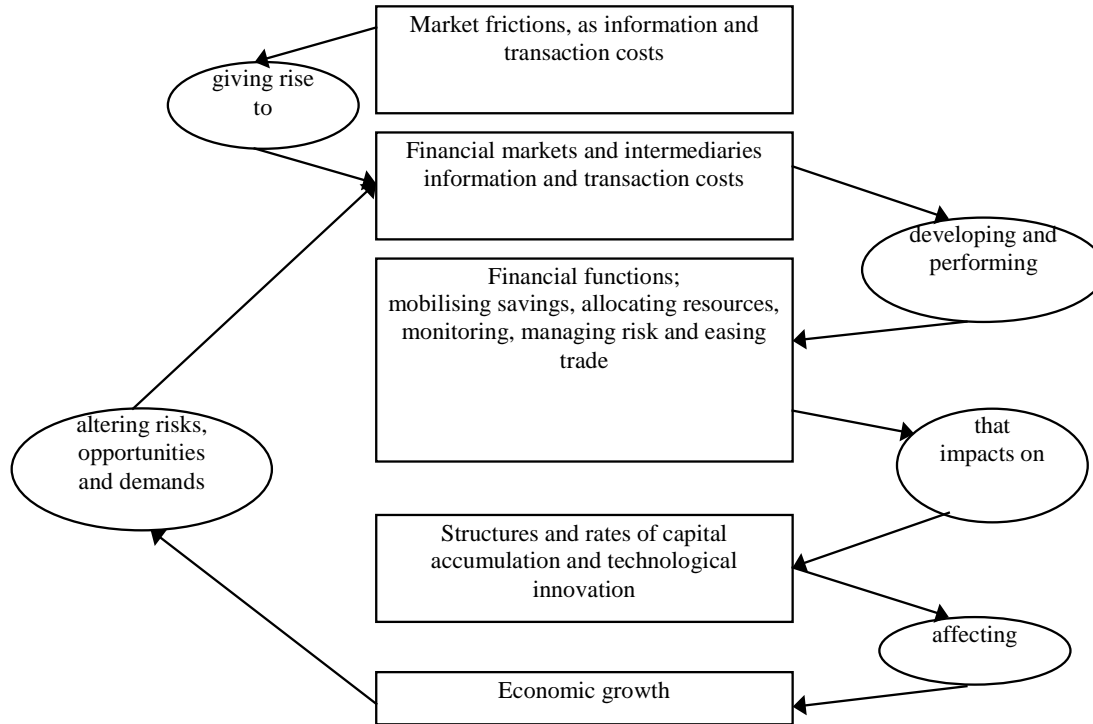 Market frictions, as information and
transaction costs
giving rise
to
Financial markets and intermediaries
information and transaction costs
developing and
performing
Financial functions;
mobilising savings, allocating resources,
monitoring, managing risk and easing
trade
that
impacts on
altering risks,
opportunities
and demands
Structures and rates of capital
accumulation and technological
innovation
affecting
Economic growth